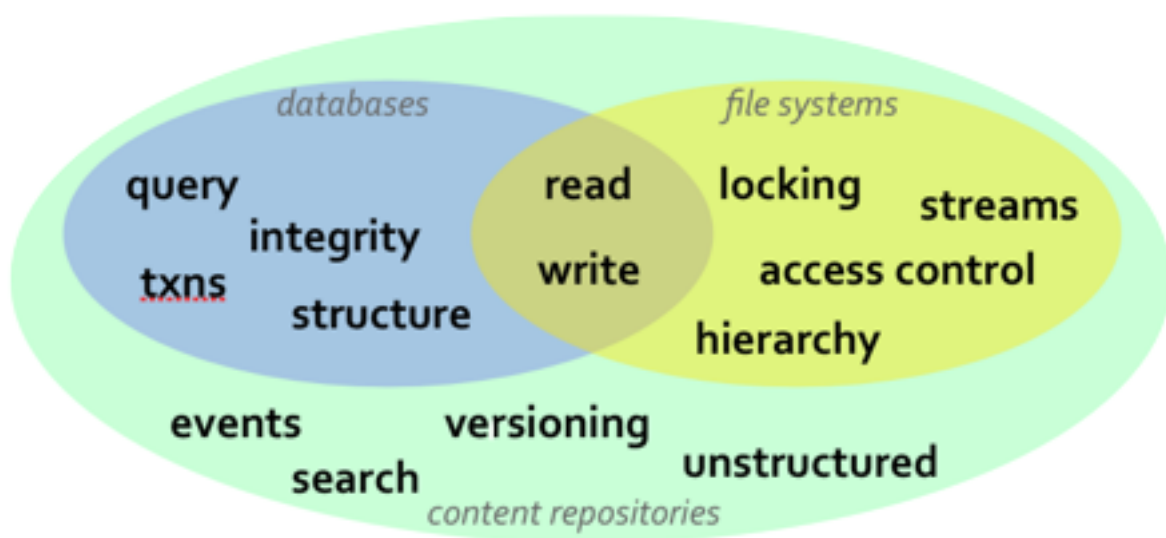 databases
file systems
query
read
locking
streams
integrity
txns
write
access control
structure
hierarchy
events
versioning
search
unstructured
content repositories